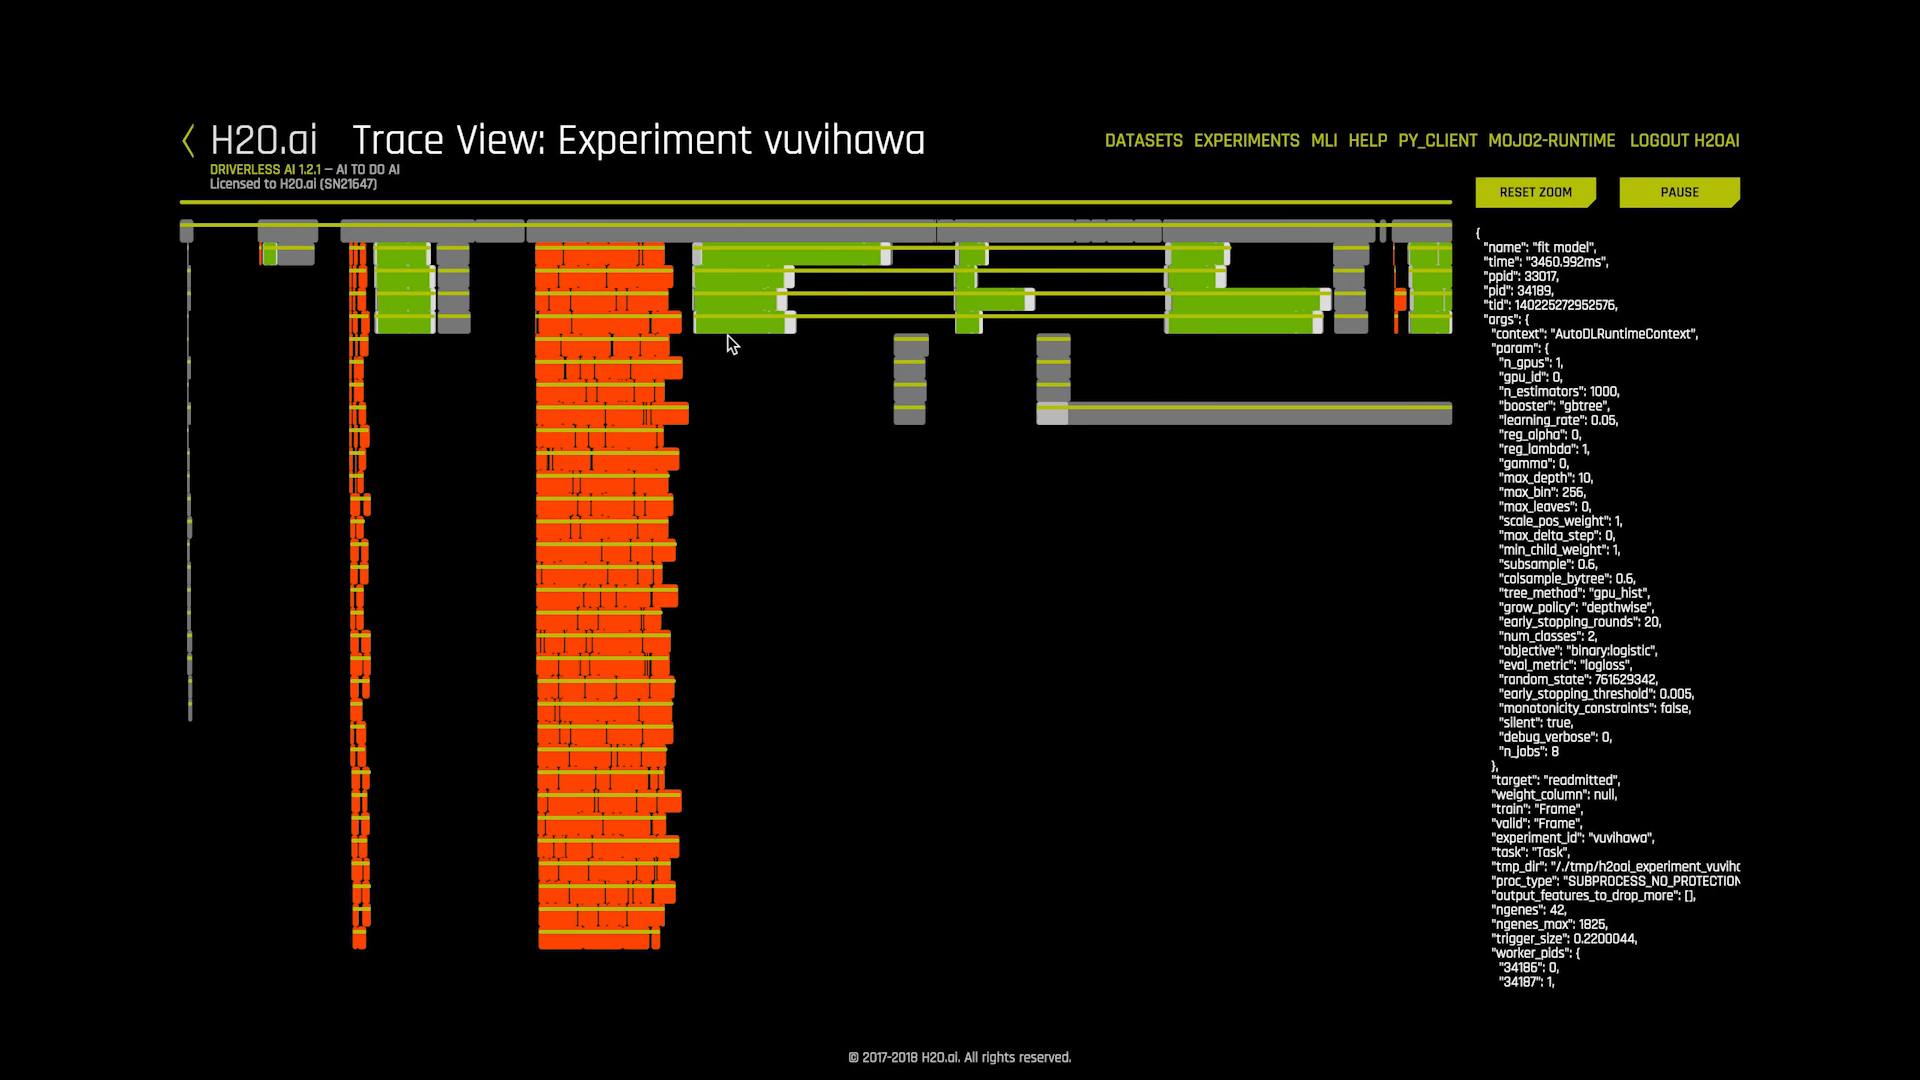 H2O.ai Trace View: Experiment vuvihawa
DRIVERLESS AI 1.2.1 – AI TO DO AI
Licensed to H2O.ai (SN21647)
DATASETS EXPERIMENTS MLI HELP PY_CLIENT MOJO2-RUNTIME LOGOUT H2OAI
RESET ZOOM PAUSE
{
"name": "fit model",
"time": "3460.992ms",
"ppid": 33017,
"pid": 34189,
"tid": 140225272952576,
"args": {
"context": "AutoDLRuntimeContext",
"param": {
"n_gpus": 1,
"gpu_id": 0,
"n_estimators": 1000,
"booster": "gbtree",
"learning_rate": 0.05,
"reg_alpha": 0,
"reg_lambda": 1,
"gamma": 0,
"max_depth": 10,
"max_bin": 256,
"max_leaves": 0,
"scale_pos_weight": 1,
"max_delta_step": 0,
"min_child_weight": 1,
"subsample": 0.6,
"colsample_bytree": 0.6,
"tree_method": "gpu_hist",
"grow_policy": "depthwise",
"early_stopping_rounds": 20,
"num_classes": 2,
"objective": "binary:logistic",
"eval_metric": "logloss",
"random_state": 761629342,
"early_stopping_threshold": 0.005,
"monotonicity_constraints": false,
"silent": true,
"debug_verbose": 0,
"n_jobs": 8
},
"target": "readmitted",
"weight_column": null,
"train": "Frame",
"valid": "Frame",
"experiment_id": "vuvihawa",
"task": "Task",
"tmp_dir": "/./tmp/h2oai_experiment_vuvih
"proc_type": "SUBPROCESS_NO_PROTECTION
"output_features_to_drop_more": [],
"ngenes": 42,
"ngenes_max": 1825,
"trigger_size": 0.2200044,
"worker_pids": {
"34186": 0,
"34187": 1,
© 2017-2018 H2O.ai. All rights reserved.